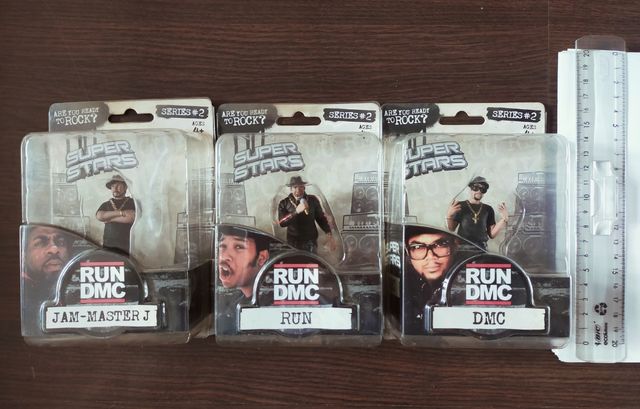 ARE YOU READY
TO ROCK?
SERIES #2
AGES
4+
SUPER
STARS
RUN
DMC
JAM-MASTER J
ARE YOU READY
TO ROCK?
SERIES #2
AGES
SUPER
STARS
RUN
DMC
RUN
ARE YOU READY
TO ROCK?
SERIES #2
AGES
SUPER
STARS
RUN
DMC
DMC